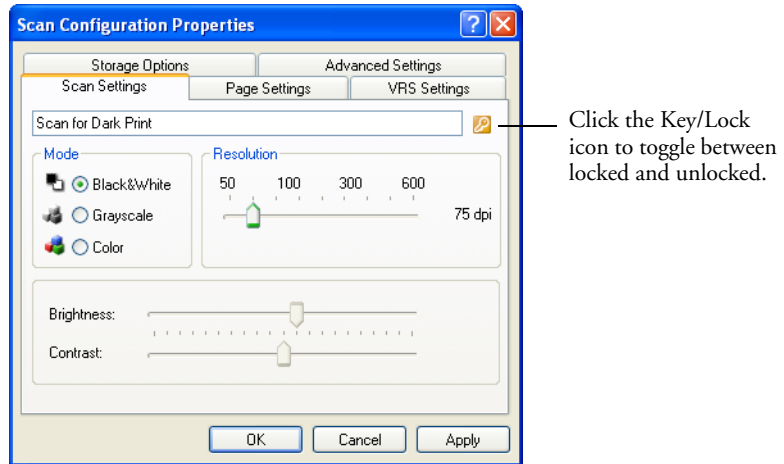 Scan Configuration Properties
Storage Options
Advanced Settings
Scan Settings
Page Settings
VRS Settings
Scan for Dark Print
Click the Key/Lock
icon to toggle between
locked and unlocked.
Mode
Black&White
Grayscale
Color
Resolution
50 100 300 600
75 dpi
Brightness:
Contrast:
OK
Cancel
Apply